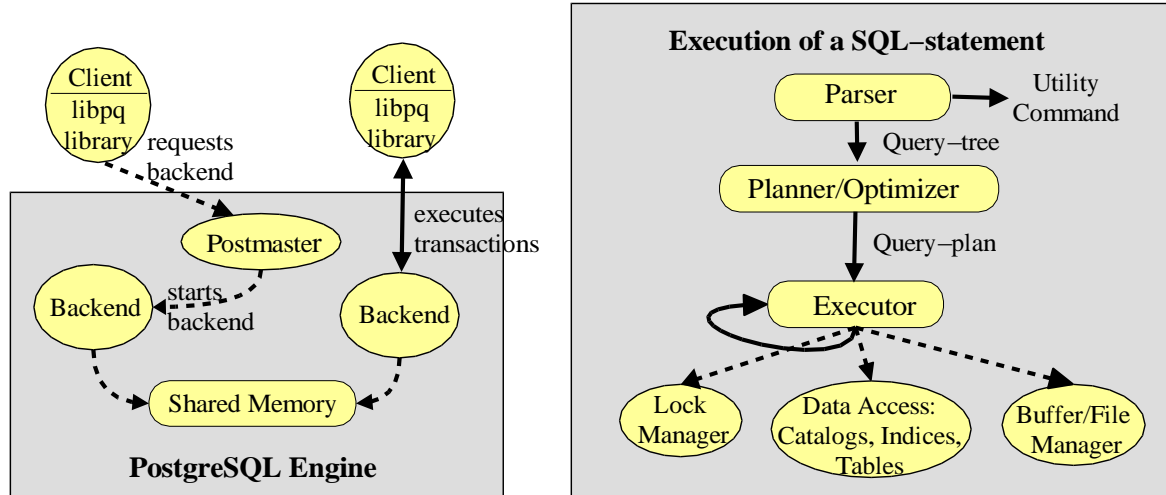 Client
libpq
library
Client
libpq
library
requests
backend
executes
transactions
Postmaster
Backend
starts
backend
Backend
Shared Memory
PostgreSQL Engine
Execution of a SQL−statement
Parser
Utility
Command
Query−tree
Planner/Optimizer
Query−plan
Executor
Lock
Manager
Data Access:
Catalogs, Indices,
Tables
Buffer/File
Manager